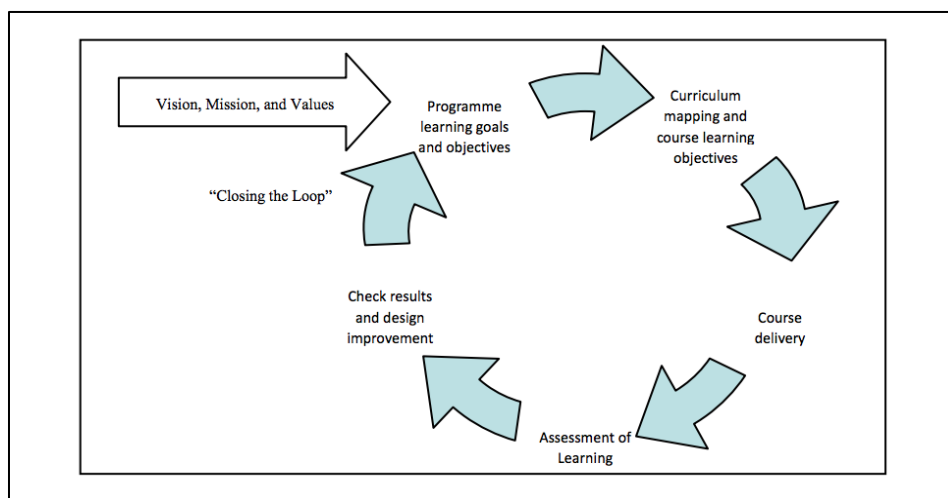 Vision, Mission, and Values
Programme
learning goals
and objectives
Curriculum
mapping and
course learning
objectives
“Closing the Loop”
Check results
and design
improvement
Course
delivery
Assessment of
Learning